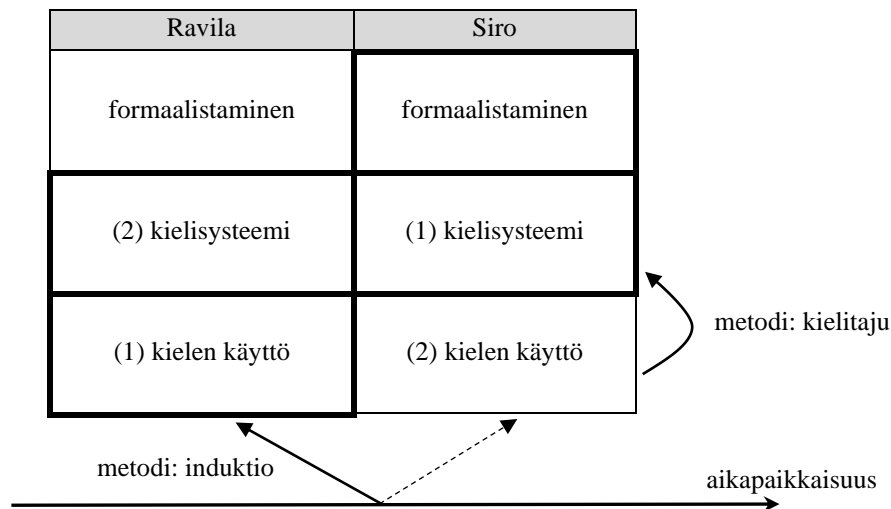 Ravila
Siro
formaalistaminen
formaalistaminen
(2) kielisysteemi
(1) kielisysteemi
(1) kielen käyttö
(2) kielen käyttö
metodi: kielitaju
metodi: induktio
aikapaikkaisuus